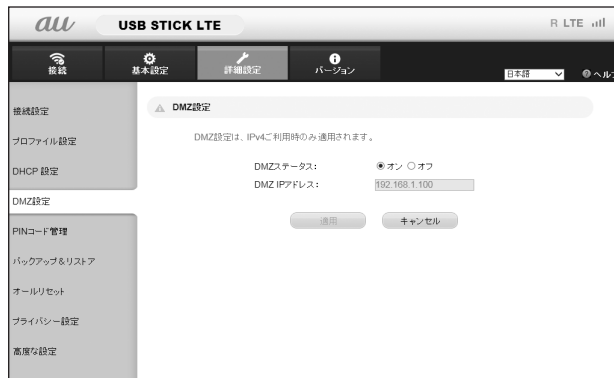 au USB STICK LTE R LTE
接続 基本設定 詳細設定 バージョン
日本語 ヘル
接続設定
プロファイル設定
DHCP 設定
DMZ設定
PINコード管理
バックアップ&リストア
オールリセット
プライバシー設定
高度な設定
DMZ設定
DMZ設定は、IPv4ご利用時のみ適用されます。
DMZステータス: オン オフ
DMZ IPアドレス: 192.168.1.100
適用 キャンセル